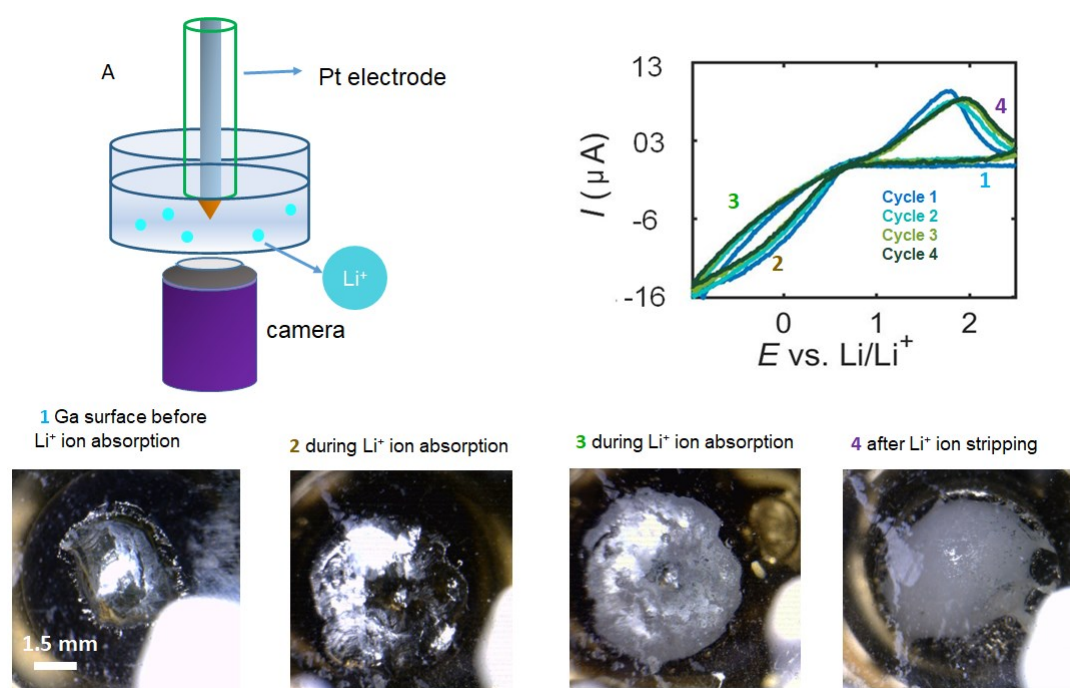 A
Pt electrode
Li⁺
camera
13
03
-6
-16
I (μA)
0
1
2
E vs. Li/Li⁺
1
2
3
4
Cycle 1
Cycle 2
Cycle 3
Cycle 4
1 Ga surface before
Li⁺ ion absorption
2 during Li⁺ ion absorption
3 during Li⁺ ion absorption
4 after Li⁺ ion stripping
1.5 mm